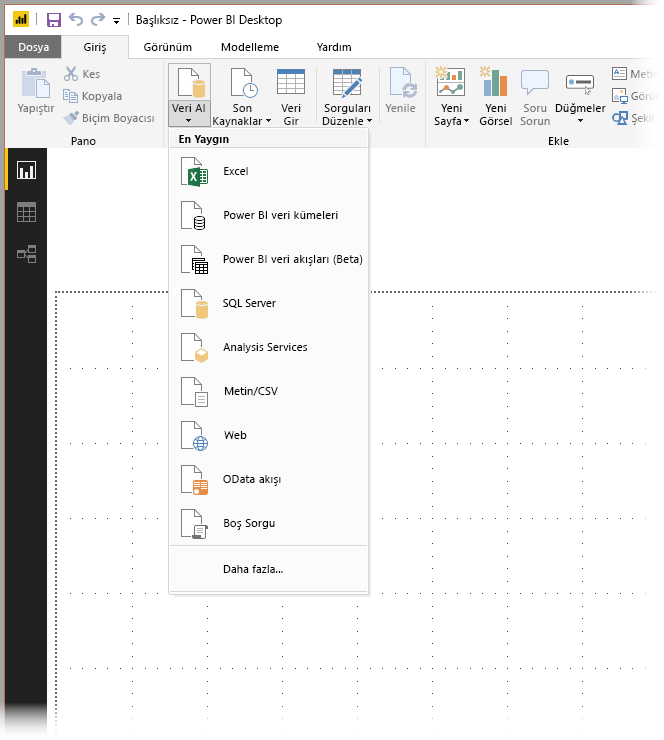 Başlıksız - Power BI Desktop
Dosya Giriş Görünüm Modelleme Yardım
Yapıştır
Kes
Kopyala
Biçim Boyacısı
Pano
Veri Al
Son Kaynaklar
Veri Gir
Sorguları Düzenle
Yenile
Yeni Sayfa
Yeni Görsel
Soru Sorun
Düğmeler
Metin
Görü
Şekil
Ekle
En Yaygın
Excel
Power BI veri kümeleri
Power BI veri akışları (Beta)
SQL Server
Analysis Services
Metin/CSV
Web
OData akışı
Boş Sorgu
Daha fazla...